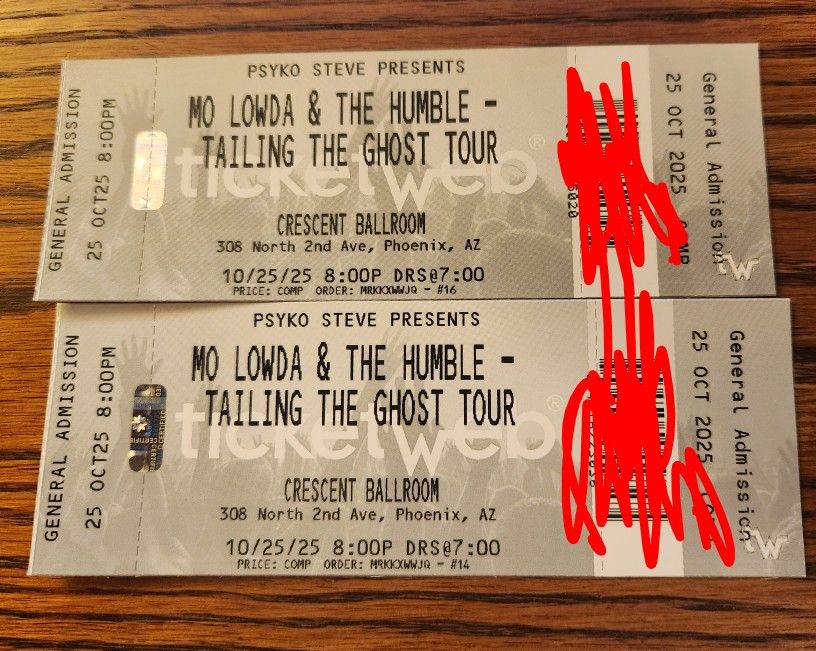 GENERAL ADMISSION
25 OCT25 8:00PM
PSYKO STEVE PRESENTS
MO LOWDA & THE HUMBLE -
TAILING THE GHOST TOUR
ticketweb®
CRESCENT BALLROOM
308 North 2nd Ave, Phoenix, AZ
10/25/25 8:00P DRS@7:00
PRICE: COMP ORDER: MRKKXWWJQ - #16
General Admission
25 OCT 2025 COMP
tW
GENERAL ADMISSION
25 OCT25 8:00PM
PSYKO STEVE PRESENTS
MO LOWDA & THE HUMBLE -
TAILING THE GHOST TOUR
ticketweb®
CRESCENT BALLROOM
308 North 2nd Ave, Phoenix, AZ
10/25/25 8:00P DRS@7:00
PRICE: COMP ORDER: MRKKXWWJQ - #14
General Admission
25 OCT 2025
tW